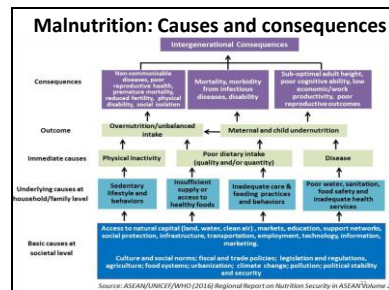 Malnutrition: Causes and consequences
Intergenerational Consequences
Consequences
Non-communicable
diseases, poor
reproductive health,
premature mortality,
reduced fertility, physical
disability, social isolation
Mortality, morbidity
from infectious
diseases, disability
Sub-optimal adult height,
poor cognitive ability, low
economic/work
productivity, poor
reproductive outcomes
Outcome
Overnutrition/unbalanced
intake
Maternal and child undernutrition
Immediate causes
Physical inactivity
Poor dietary intake
(quality and/or quantity)
Disease
Underlying causes at
household/family level
Sedentary
lifestyle and
behaviors
Insufficient
supply or
access to
healthy foods
Inadequate care &
feeding practices
and behaviors
Poor water, sanitation,
food safety and
inadequate health
services
Basic causes at
societal level
Access to natural capital (land, water, clean air), markets, education, support networks,
social protection, infrastructure, transportation, employment, technology, information,
marketing.
Culture and social norms; fiscal and trade policies; legislation and regulations,
agriculture; food systems; urbanization; climate change; pollution; political stability
and security
Source: ASEAN/UNICEF/WHO (2016) Regional Report on Nutrition Security in ASEAN Volume 2